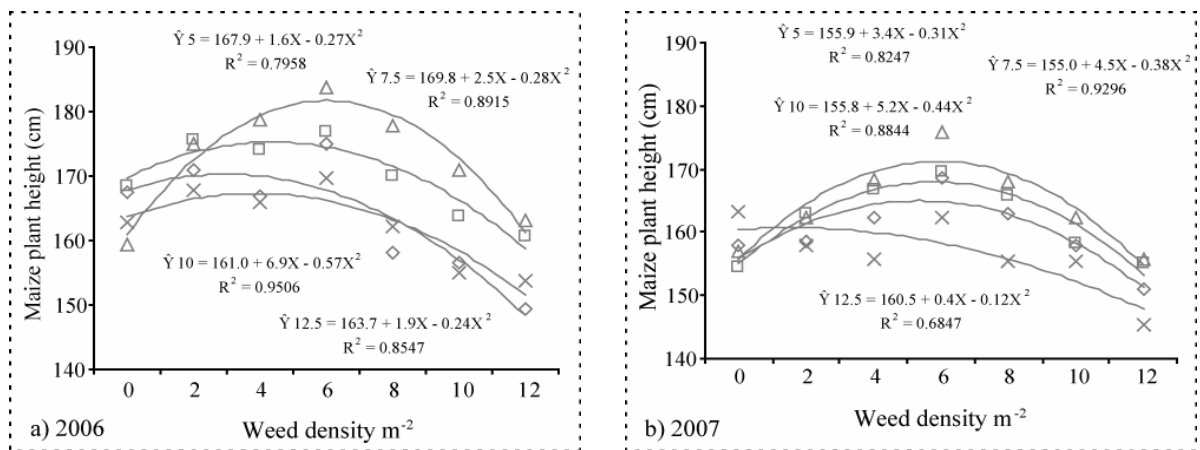 Ŷ 5 = 167.9 + 1.6X - 0.27X²
R² = 0.7958
Ŷ 7.5 = 169.8 + 2.5X - 0.28X²
R² = 0.8915
Ŷ 10 = 161.0 + 6.9X - 0.57X²
R² = 0.9506
Ŷ 12.5 = 163.7 + 1.9X - 0.24X²
R² = 0.8547
Maize plant height (cm)
190
180
170
160
150
140
0 2 4 6 8 10 12
a) 2006
Weed density m⁻²
Ŷ 5 = 155.9 + 3.4X - 0.31X²
R² = 0.8247
Ŷ 7.5 = 155.0 + 4.5X - 0.38X²
R² = 0.9296
Ŷ 10 = 155.8 + 5.2X - 0.44X²
R² = 0.8844
Ŷ 12.5 = 160.5 + 0.4X - 0.12X²
R² = 0.6847
Maize plant height (cm)
190
180
170
160
150
140
0 2 4 6 8 10 12
b) 2007
Weed density m⁻²